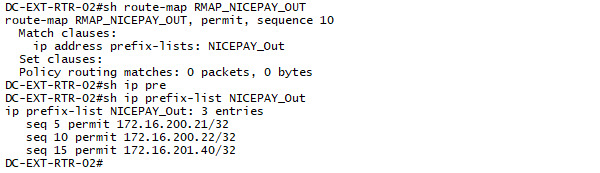 DC-EXT-RTR-02#sh route-map RMAP_NICEPAY_OUT
route-map RMAP_NICEPAY_OUT, permit, sequence 10
  Match clauses:
    ip address prefix-lists: NICEPAY_Out
  Set clauses:
  Policy routing matches: 0 packets, 0 bytes
DC-EXT-RTR-02#sh ip pre
DC-EXT-RTR-02#sh ip prefix-list NICEPAY_Out
ip prefix-list NICEPAY_Out: 3 entries
   seq 5 permit 172.16.200.21/32
   seq 10 permit 172.16.200.22/32
   seq 15 permit 172.16.201.40/32
DC-EXT-RTR-02#